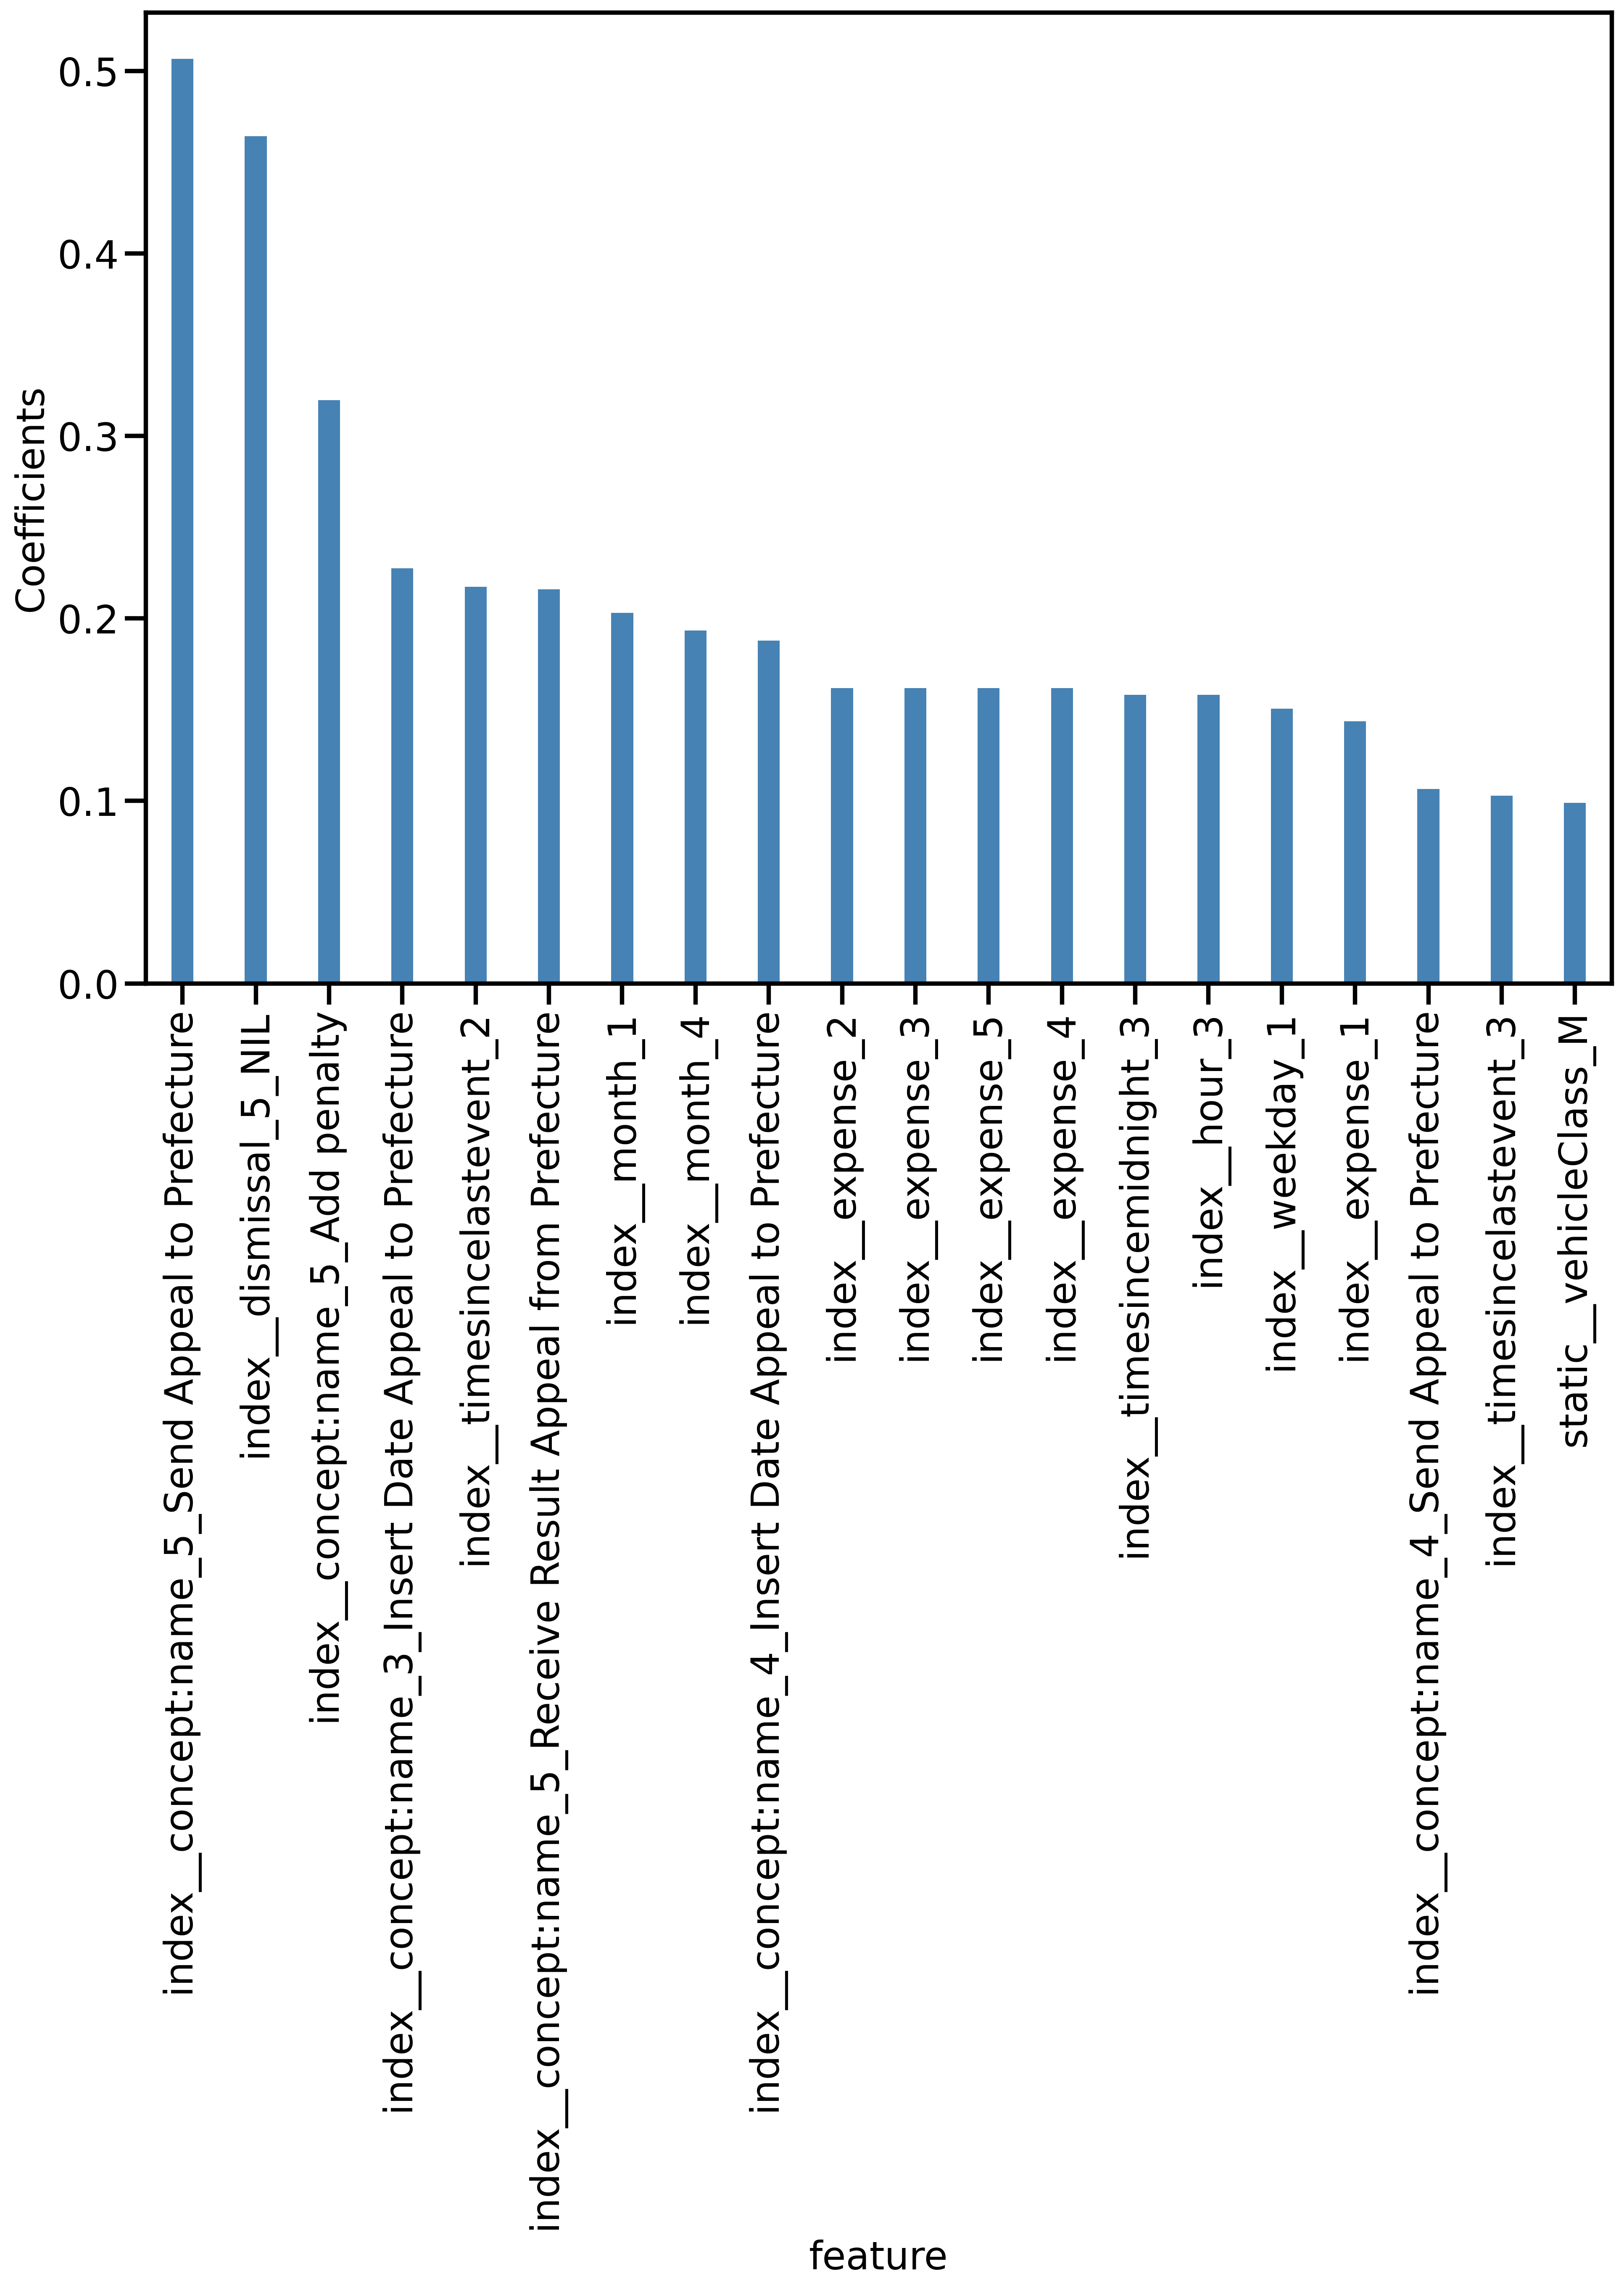 Coefficients
0.5
0.4
0.3
0.2
0.1
0.0
index__concept:name_5_Send Appeal to Prefecture
index__dismissal_5_NIL
index__concept:name_5_Add penalty
index__concept:name_3_Insert Date Appeal to Prefecture
index__timesincelastevent_2
index__concept:name_5_Receive Result Appeal from Prefecture
index__month_1
index__month_4
index__concept:name_4_Insert Date Appeal to Prefecture
index__expense_2
index__expense_3
index__expense_5
index__expense_4
index__timesincemidnight_3
index__hour_3
index__weekday_1
index__expense_1
index__concept:name_4_Send Appeal to Prefecture
index__timesincelastevent_3
static__vehicleClass_M
feature